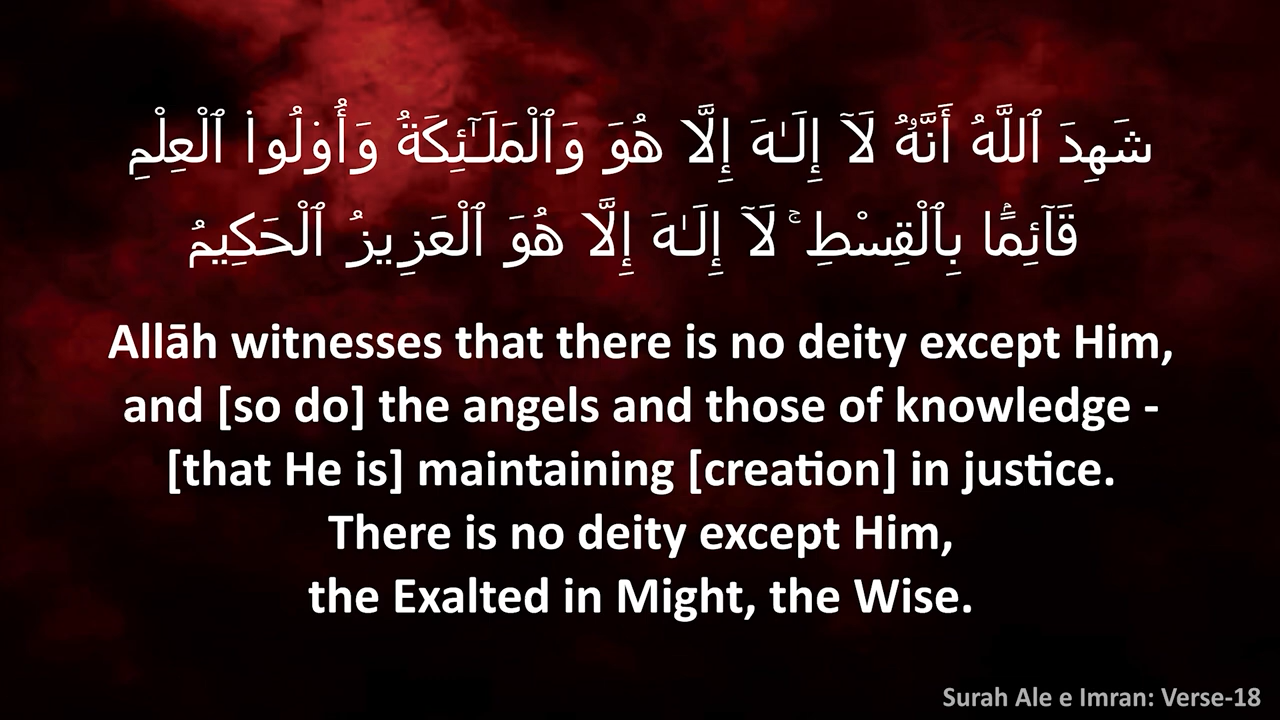 شَهِدَ ٱللَّهُ أَنَّهُۥ لَآ إِلَـٰهَ إِلَّا هُوَ وَٱلْمَلَـٰٓئِكَةُ وَأُو۟لُوا۟ ٱلْعِلْمِ
قَآئِمًۢا بِٱلْقِسْطِ ۚ لَآ إِلَـٰهَ إِلَّا هُوَ ٱلْعَزِيزُ ٱلْحَكِيمُ
Allāh witnesses that there is no deity except Him,
and [so do] the angels and those of knowledge -
[that He is] maintaining [creation] in justice.
There is no deity except Him,
the Exalted in Might, the Wise.
Surah Ale e Imran: Verse-18